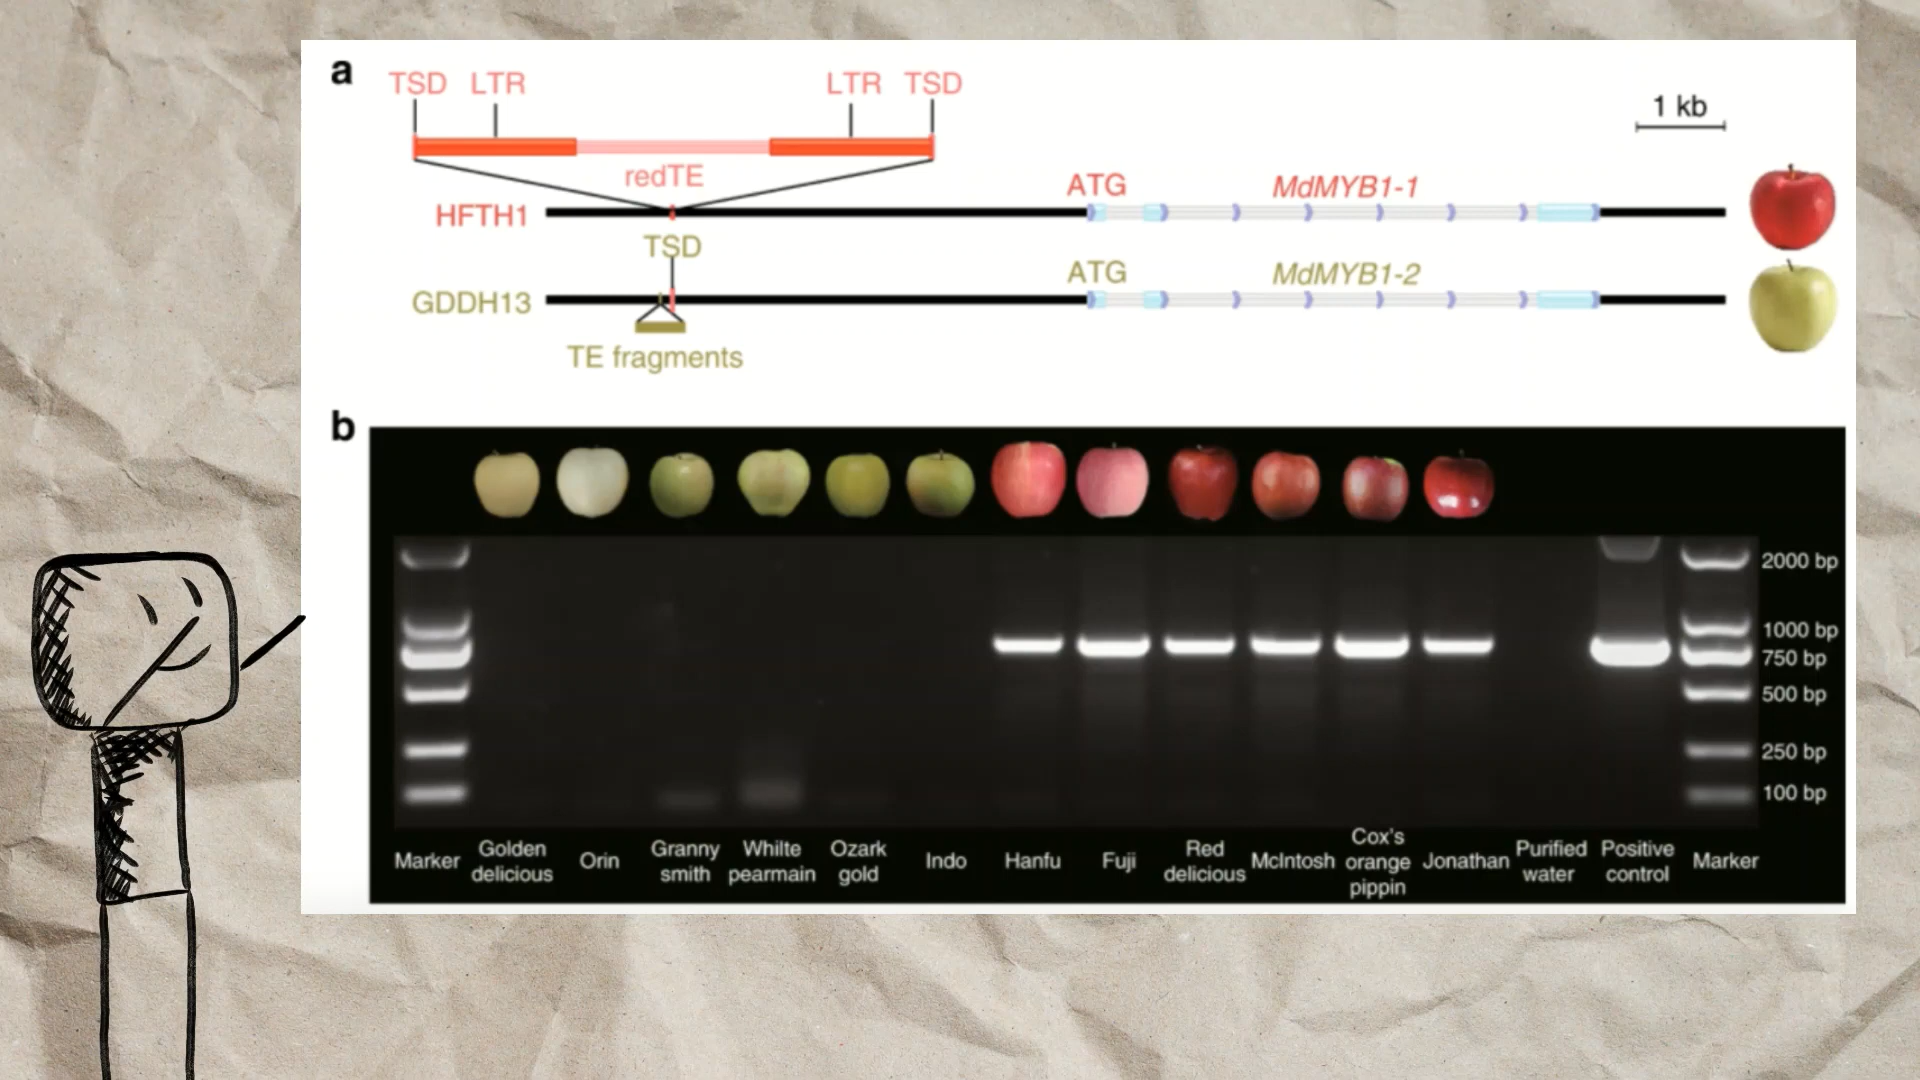 a
TSD LTR LTR TSD
1 kb
redTE
ATG MdMYB1-1
HFTH1
TSD
ATG MdMYB1-2
GDDH13
TE fragments
b
2000 bp
1000 bp
750 bp
500 bp
250 bp
100 bp
Marker
Golden
delicious
Orin
Granny
smith
Whilte
pearmain
Ozark
gold
Indo
Hanfu
Fuji
Red
delicious
McIntosh
Cox's
orange
pippin
Jonathan
Purified
water
Positive
control
Marker